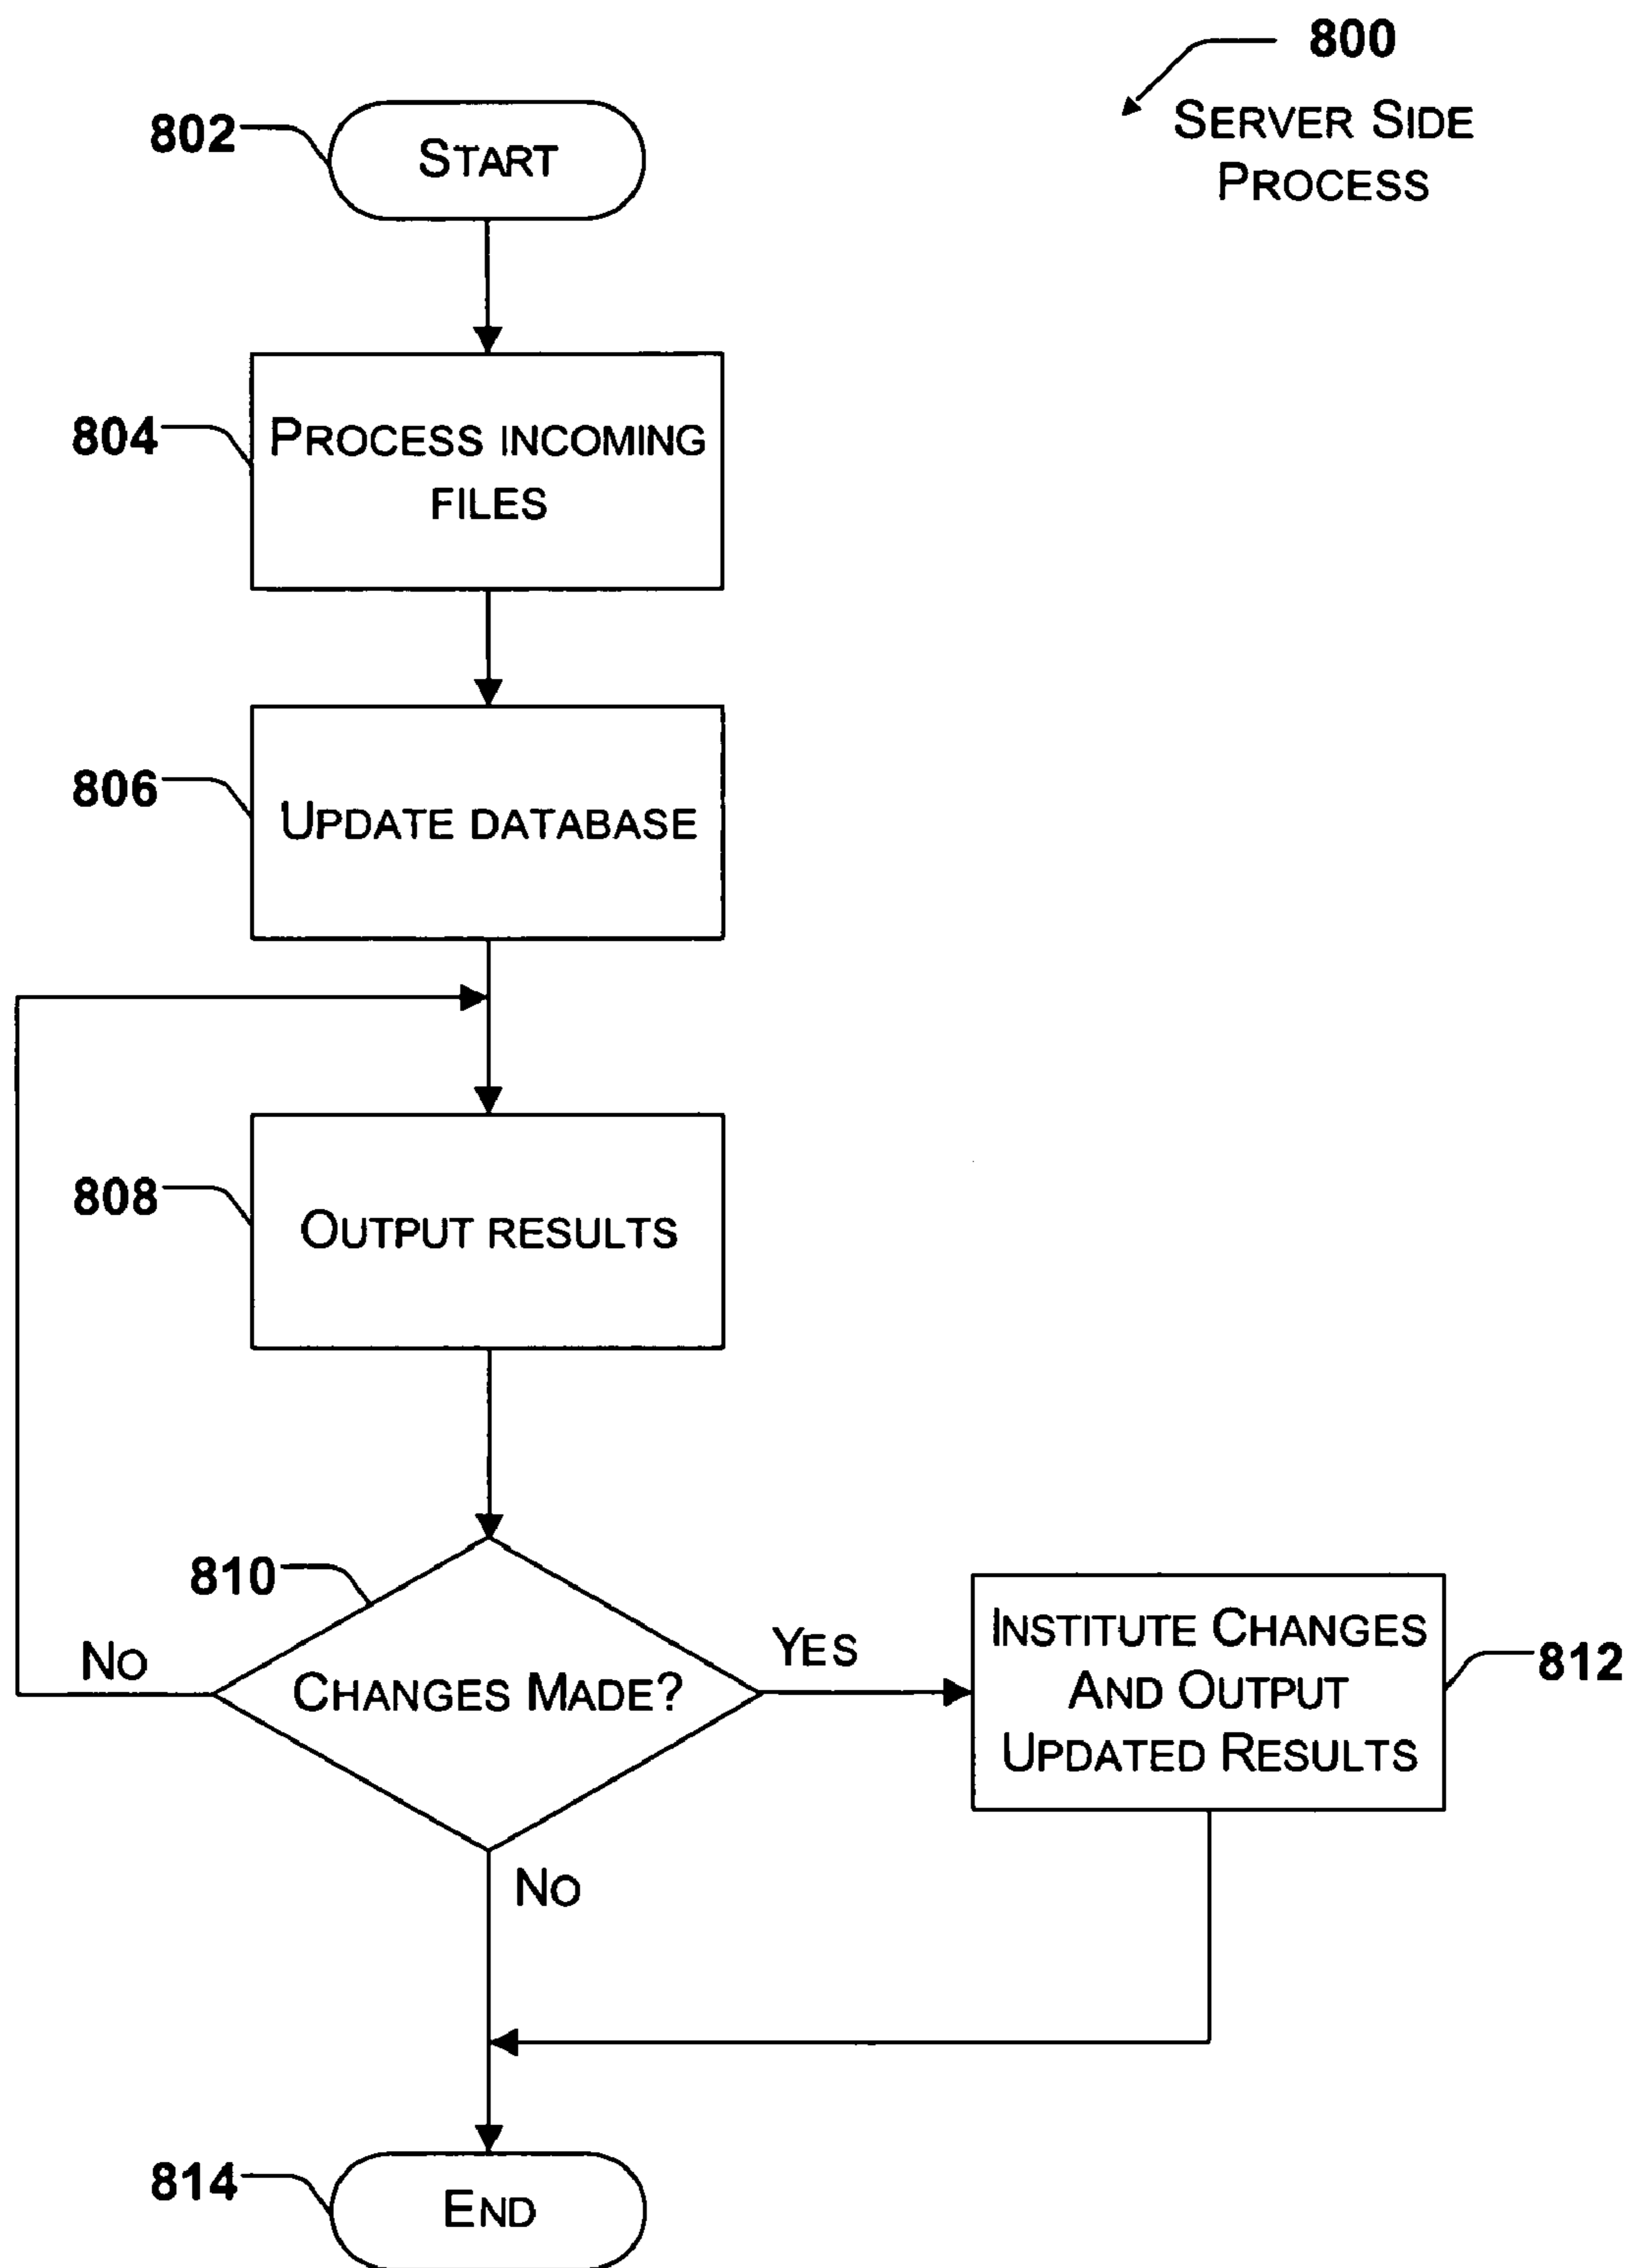 800
SERVER SIDE
PROCESS
802
START
804
PROCESS INCOMING
FILES
806
UPDATE DATABASE
808
OUTPUT RESULTS
810
NO
CHANGES MADE?
YES
INSTITUTE CHANGES
AND OUTPUT
UPDATED RESULTS
812
NO
814
END